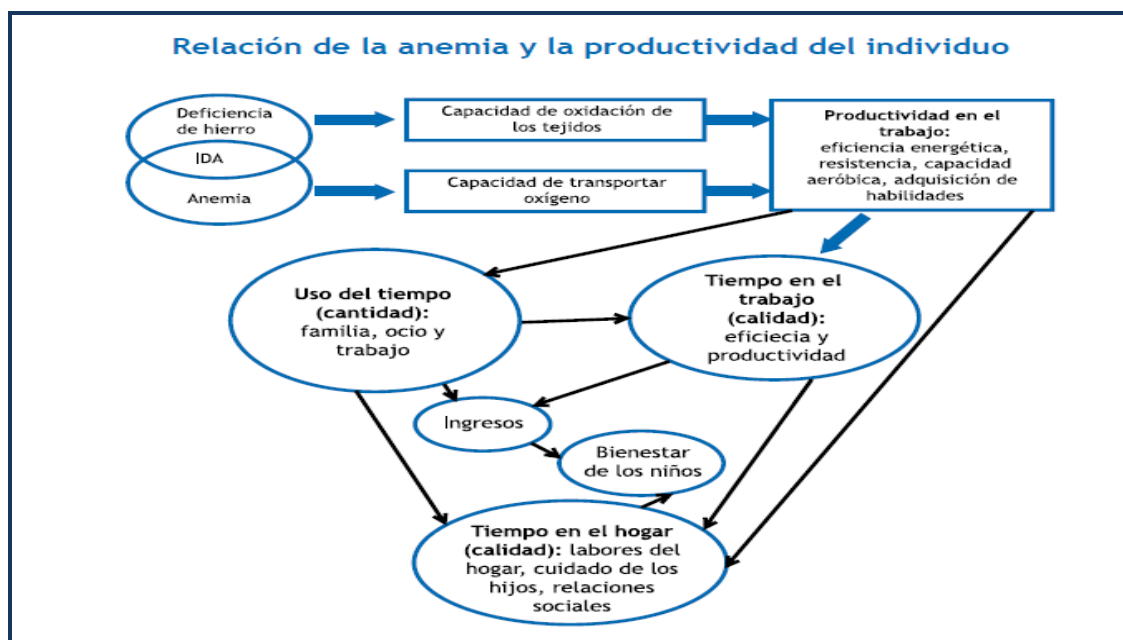 Relación de la anemia y la productividad del individuo
Deficiencia
de hierro
IDA
Anemia
Capacidad de oxidación de
los tejidos
Capacidad de transportar
oxígeno
Productividad en el
trabajo:
eficiencia energética,
resistencia, capacidad
aeróbica, adquisición de
habilidades
Uso del tiempo
(cantidad):
familia, ocio y
trabajo
Tiempo en el
trabajo
(calidad):
eficiecia y
productividad
Ingresos
Bienestar
de los niños
Tiempo en el hogar
(calidad): labores del
hogar, cuidado de los
hijos, relaciones
sociales